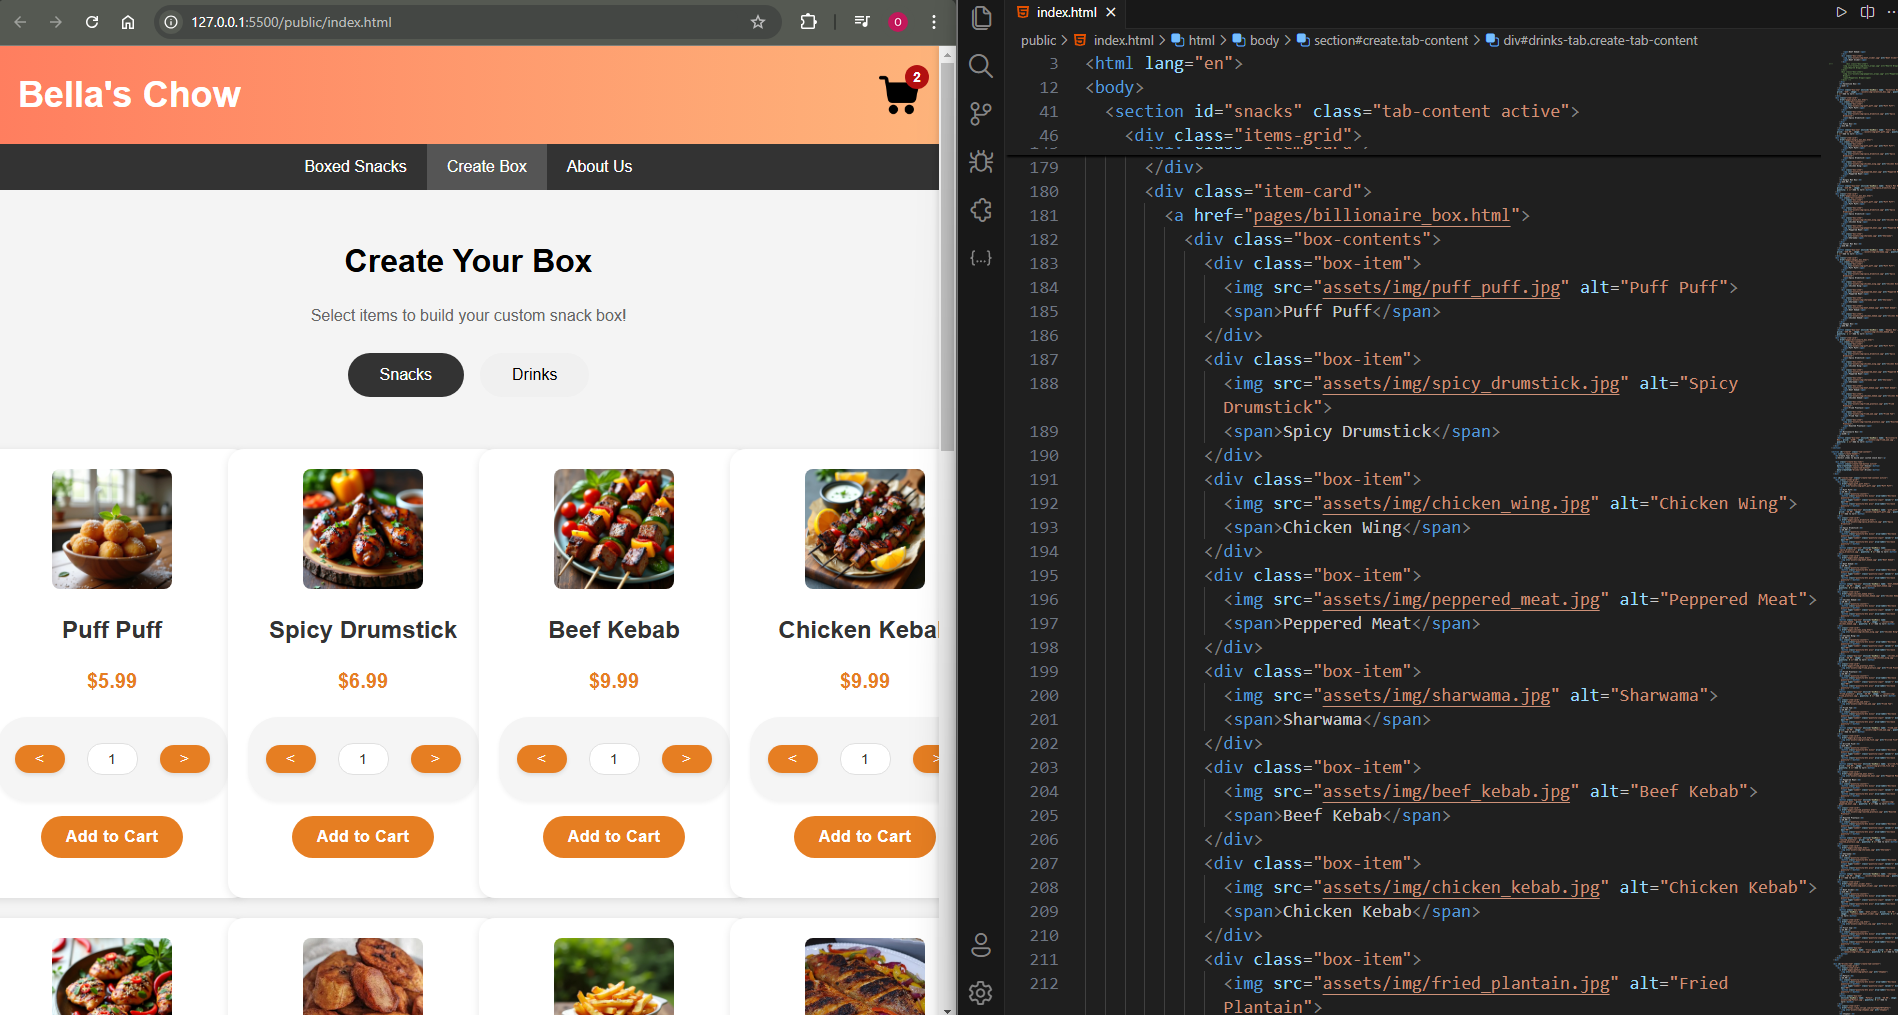 127.0.0.1:5500/public/index.html
O
Bella's Chow
2
Boxed Snacks
Create Box
About Us
Create Your Box
Select items to build your custom snack box!
Snacks
Drinks
Puff Puff
Spicy Drumstick
Beef Kebab
Chicken Keba
$5.99
$6.99
$9.99
$9.99
< 1 >
< 1 >
< 1 >
< 1 >
Add to Cart
Add to Cart
Add to Cart
Add to Cart
index.html
public > index.html > html > body > section#create.tab-content > div#drinks-tab.create-tab-content
3 <html lang="en">
12 <body>
41 <section id="snacks" class="tab-content active">
46 <div class="items-grid">
179 </div>
180 <div class="item-card">
181 <a href="pages/billionaire_box.html">
182 <div class="box-contents">
183 <div class="box-item">
184 <img src="assets/img/puff_puff.jpg" alt="Puff Puff">
185 <span>Puff Puff</span>
186 </div>
187 <div class="box-item">
188 <img src="assets/img/spicy_drumstick.jpg" alt="Spicy
Drumstick">
189 <span>Spicy Drumstick</span>
190 </div>
191 <div class="box-item">
192 <img src="assets/img/chicken_wing.jpg" alt="Chicken Wing">
193 <span>Chicken Wing</span>
194 </div>
195 <div class="box-item">
196 <img src="assets/img/peppered_meat.jpg" alt="Peppered Meat">
197 <span>Peppered Meat</span>
198 </div>
199 <div class="box-item">
200 <img src="assets/img/sharwama.jpg" alt="Sharwama">
201 <span>Sharwama</span>
202 </div>
203 <div class="box-item">
204 <img src="assets/img/beef_kebab.jpg" alt="Beef Kebab">
205 <span>Beef Kebab</span>
206 </div>
207 <div class="box-item">
208 <img src="assets/img/chicken_kebab.jpg" alt="Chicken Kebab">
209 <span>Chicken Kebab</span>
210 </div>
211 <div class="box-item">
212 <img src="assets/img/fried_plantain.jpg" alt="Fried
Plantain">